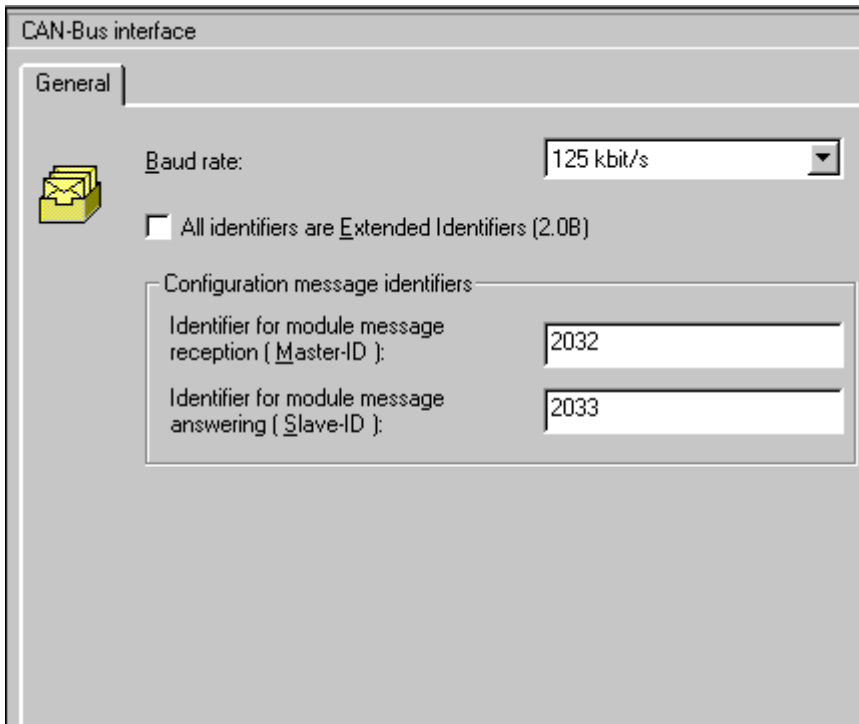 CAN-Bus interface
General
Baud rate:
125 kbit/s
All identifiers are Extended Identifiers (2.0B)
Configuration message identifiers
Identifier for module message
reception ( Master-ID ):
2032
Identifier for module message
answering ( Slave-ID ):
2033